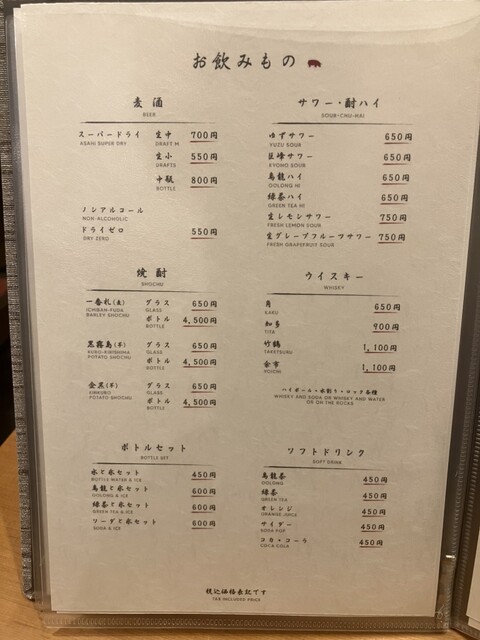 お飲みもの
麦酒
BEER
スーパードライ 生中 700円
ASAHI SUPER DRY DRAFT M
生小 550円
DRAFT S
中瓶 800円
BOTTLE
ノンアルコール
NON-ALCOHOLIC
ドライゼロ 550円
DRY ZERO
サワー・酎ハイ
SOUR・CHU-HAI
ゆずサワー 650円
YUZU SOUR
巨峰サワー 650円
KYOHO SOUR
烏龍ハイ 650円
OOLONG HI
緑茶ハイ 650円
GREEN TEA HI
生レモンサワー 750円
FRESH LEMON SOUR
生グレープフルーツサワー 750円
FRESH GRAPEFRUIT SOUR
焼酎
SHOCHU
一番札(麦) グラス 650円
ICHIBAN-FUDA GLASS
BARLEY SHOCHU ボトル 4,500円
BOTTLE
黒霧島(芋) グラス 650円
KURO-KIRISHIMA GLASS
POTATO SHOCHU ボトル 4,500円
BOTTLE
金黒(芋) グラス 650円
KINKURO GLASS
POTATO SHOCHU ボトル 4,500円
BOTTLE
ウイスキー
WHISKY
角 650円
KAKU
知多 900円
TITA
竹鶴 1,100円
TAKETSURU
余市 1,100円
YOICHI
ハイボール・水割り・ロック各種
WHISKY AND SODA OR WHISKY AND WATER
OR ON THE ROCKS
ボトルセット
BOTTLE SET
水と氷セット 450円
BOTTLE WATER & ICE
烏龍と氷セット 600円
OOLONG & ICE
緑茶と氷セット 600円
GREEN TEA & ICE
ソーダと氷セット 600円
SODA & ICE
ソフトドリンク
SOFT DRINK
烏龍茶 450円
OOLONG
緑茶 450円
GREEN TEA
オレンジ 450円
ORANGE JUICE
サイダー 450円
SODA POP
コカ・コーラ 450円
COCA-COLA
税込価格表記です
TAX INCLUDED PRICE